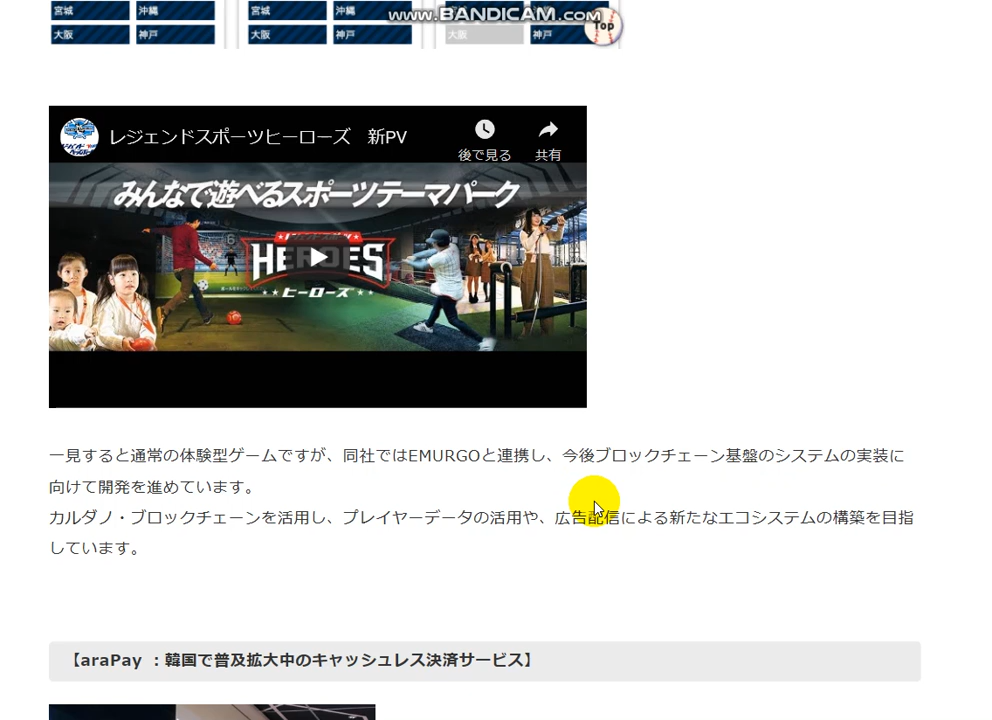 宮城 沖縄 宮城 沖縄 www.BANDICAM.com
大阪 神戸 大阪 神戸 大阪 神戸 TOP
レジェンドスポーツヒーローズ 新PV
後で見る 共有
みんなで遊べるスポーツテーマパーク
HEROES
ヒーローズ
一見すると通常の体験型ゲームですが、同社ではEMURGOと連携し、今後ブロックチェーン基盤のシステムの実装に
向けて開発を進めています。
カルダノ・ブロックチェーンを活用し、プレイヤーデータの活用や、広告配信による新たなエコシステムの構築を目指
しています。
【araPay ：韓国で普及拡大中のキャッシュレス決済サービス】